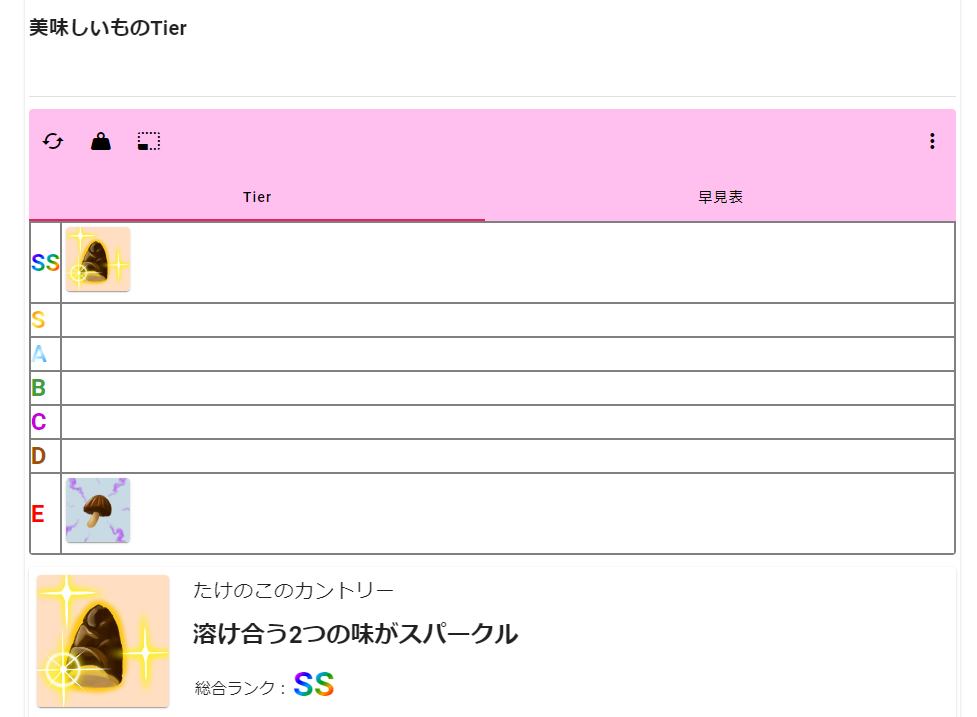 美味しいものTier
Tier
早見表
SS
S
A
B
C
D
E
たけのこのカントリー
溶け合う2つの味がスパークル
総合ランク： SS